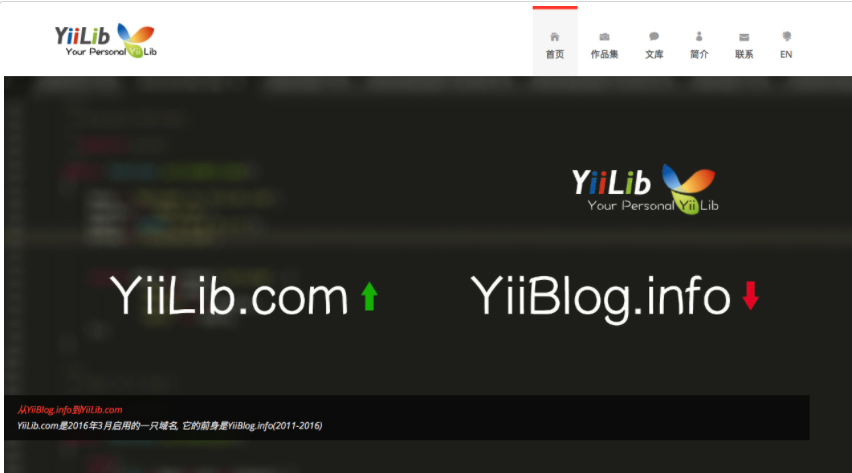 YiiLib
Your Personal Yii Lib
首页
作品集
文库
简介
联系
EN
YiiLib
Your Personal Yii Lib
YiiLib.com
YiiBlog.info
从YiiBlog.info到YiiLib.com
YiiLib.com是2016年3月启用的一只域名, 它的前身是YiiBlog.info(2011-2016)